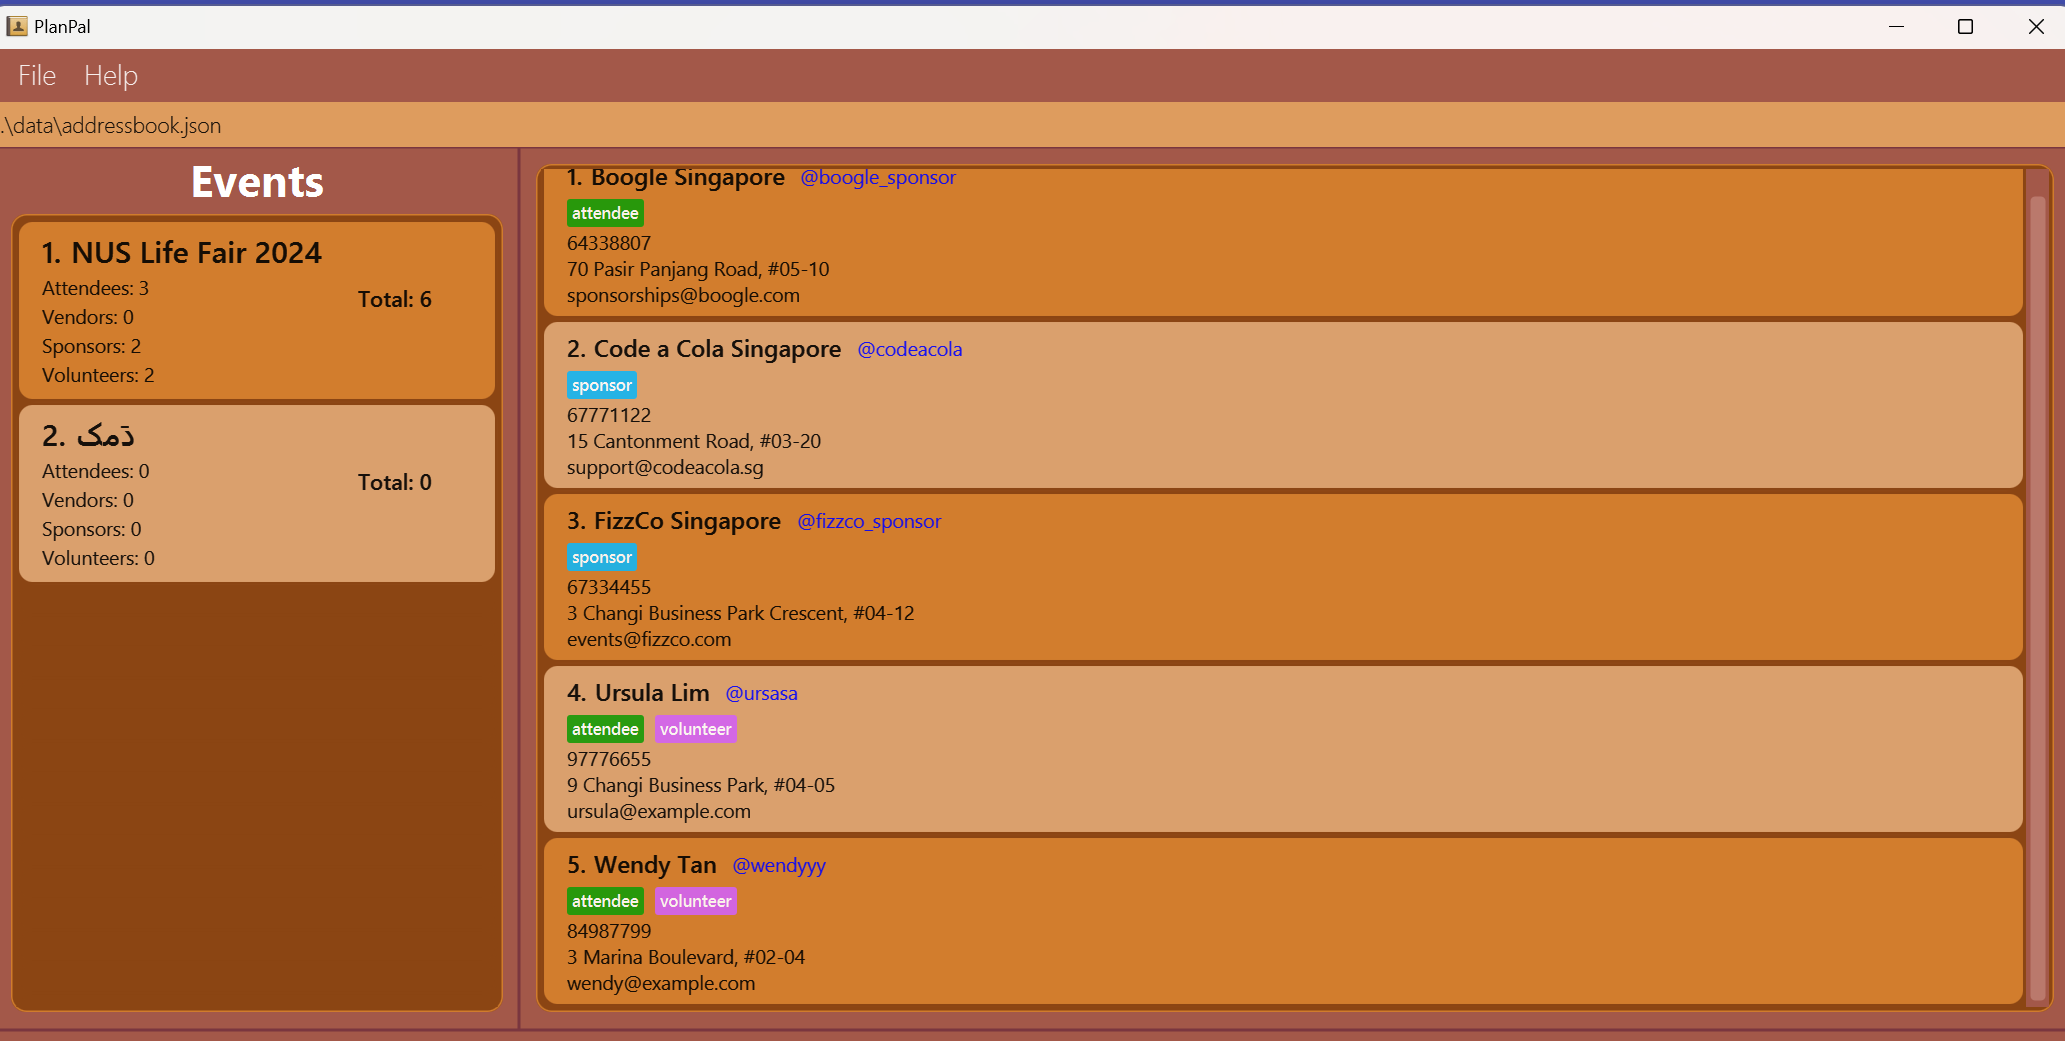 PlanPal
File Help
.\data\addressbook.json
Events
1. NUS Life Fair 2024
Attendees: 3
Vendors: 0
Sponsors: 2
Volunteers: 2
Total: 6
2. دَمک
Attendees: 0
Vendors: 0
Sponsors: 0
Volunteers: 0
Total: 0
1. Boogle Singapore @boogle_sponsor
attendee
64338807
70 Pasir Panjang Road, #05-10
sponsorships@boogle.com
2. Code a Cola Singapore @codeacola
sponsor
67771122
15 Cantonment Road, #03-20
support@codeacola.sg
3. FizzCo Singapore @fizzco_sponsor
sponsor
67334455
3 Changi Business Park Crescent, #04-12
events@fizzco.com
4. Ursula Lim @ursasa
attendee volunteer
97776655
9 Changi Business Park, #04-05
ursula@example.com
5. Wendy Tan @wendyyy
attendee volunteer
84987799
3 Marina Boulevard, #02-04
wendy@example.com